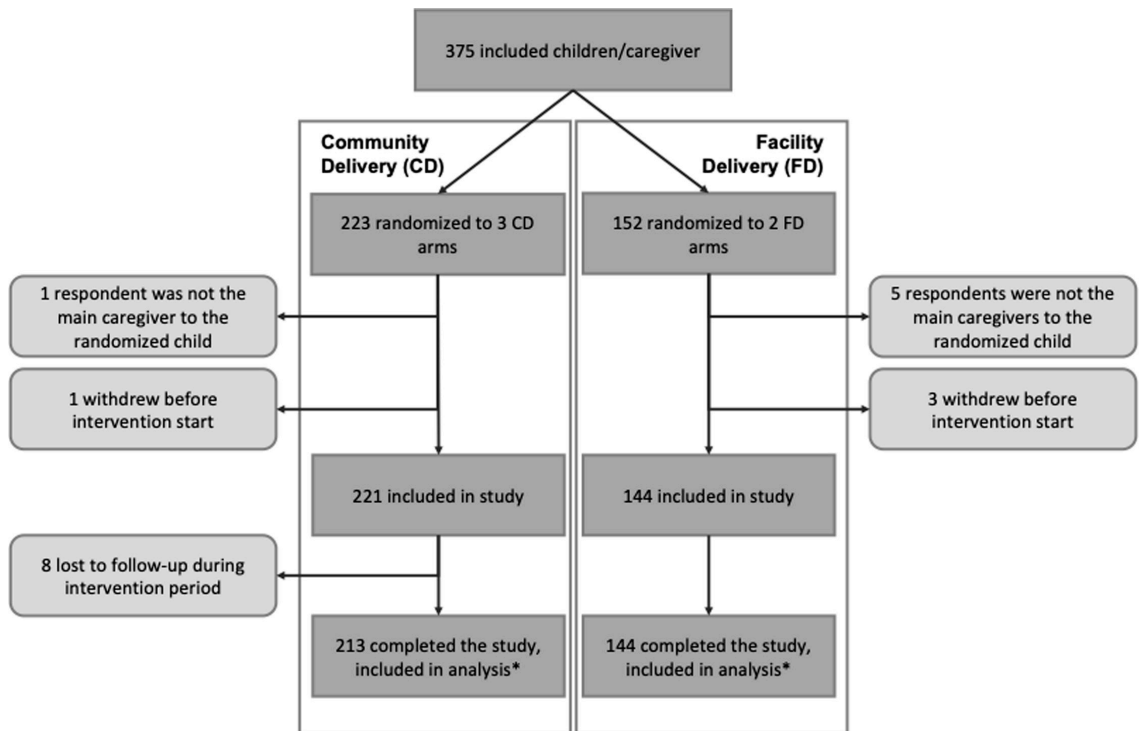 375 included children/caregiver
Community
Delivery (CD)
Facility
Delivery (FD)
223 randomized to 3 CD
arms
152 randomized to 2 FD
arms
1 respondent was not the
main caregiver to the
randomized child
5 respondents were not the
main caregivers to the
randomized child
1 withdrew before
intervention start
3 withdrew before
intervention start
221 included in study
144 included in study
8 lost to follow-up during
intervention period
213 completed the study,
included in analysis*
144 completed the study,
included in analysis*